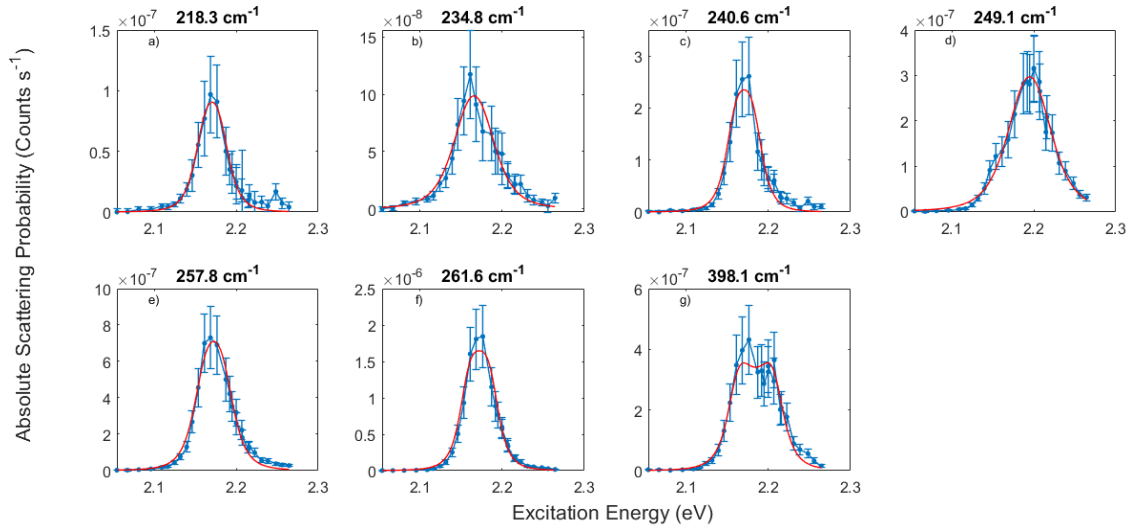 218.3 cm⁻¹
×10⁻⁷
a)
1.5
1
0.5
0
2.1 2.2 2.3
234.8 cm⁻¹
×10⁻⁸
b)
15
10
5
0
2.1 2.2 2.3
240.6 cm⁻¹
×10⁻⁷
c)
3
2
1
0
2.1 2.2 2.3
249.1 cm⁻¹
×10⁻⁷
d)
4
3
2
1
0
2.1 2.2 2.3
257.8 cm⁻¹
×10⁻⁷
e)
10
8
6
4
2
0
2.1 2.2 2.3
261.6 cm⁻¹
×10⁻⁶
f)
2.5
2
1.5
1
0.5
0
2.1 2.2 2.3
398.1 cm⁻¹
×10⁻⁷
g)
6
4
2
0
2.1 2.2 2.3
Absolute Scattering Probability (Counts s⁻¹)
Excitation Energy (eV)